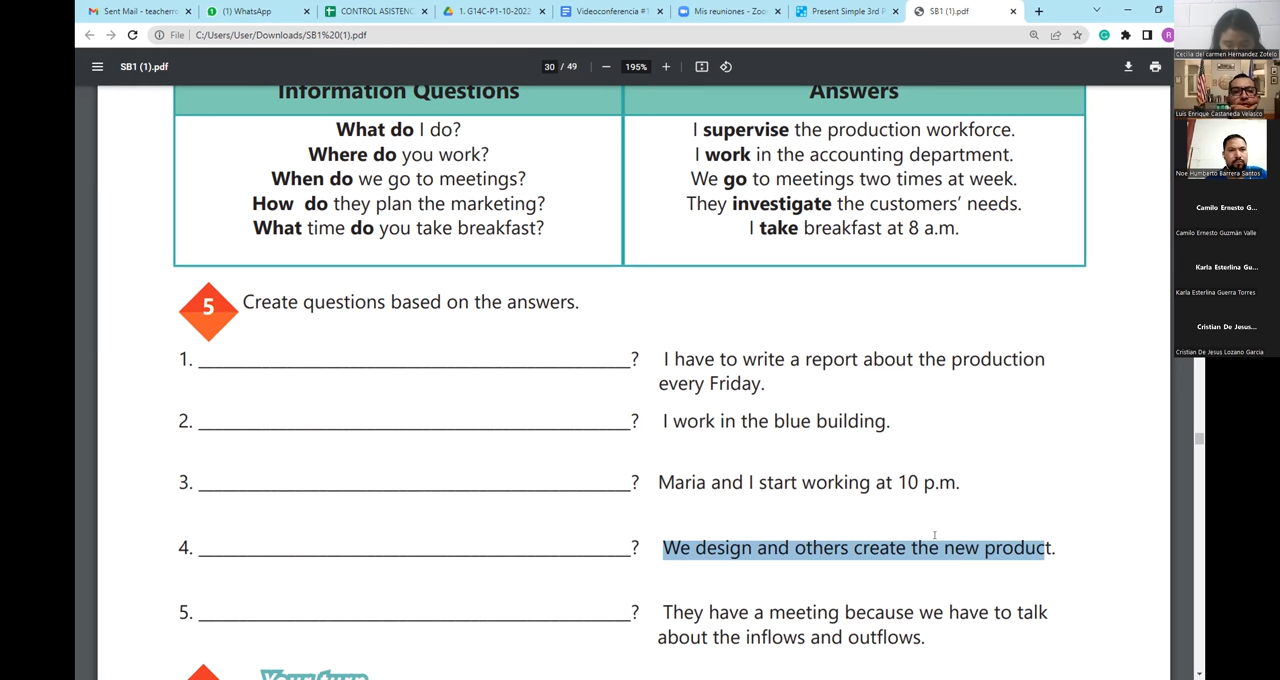 Sent Mail - teacherro
(1) WhatsApp
CONTROL ASISTENC
1. G14C-P1-10-2022
Videoconferencia #1
Mis reuniones - Zoo
Present Simple 3rd P
SB1 (1).pdf
File C:/Users/User/Downloads/SB1%20(1).pdf
R
SB1 (1).pdf
30 / 49
195%
Information Questions Answers
What do I do? I supervise the production workforce.
Where do you work? I work in the accounting department.
When do we go to meetings? We go to meetings two times at week.
How do they plan the marketing? They investigate the customers' needs.
What time do you take breakfast? I take breakfast at 8 a.m.
5 Create questions based on the answers.
1. ______________________________________? I have to write a report about the production
every Friday.
2. ______________________________________? I work in the blue building.
3. ______________________________________? Maria and I start working at 10 p.m.
4. ______________________________________? We design and others create the new product.
5. ______________________________________? They have a meeting because we have to talk
about the inflows and outflows.
Your turn
Cecilia del carmen Hernandez Zotelo
Luis Enrique Castaneda Velasco
Noe Humberto Barrera Santos
Camilo Ernesto G...
Camilo Ernesto Guzmán Valle
Karla Esterlina Gu...
Karla Esterlina Guerra Torres
Cristian De Jesus...
Cristian De Jesus Lozano Garcia